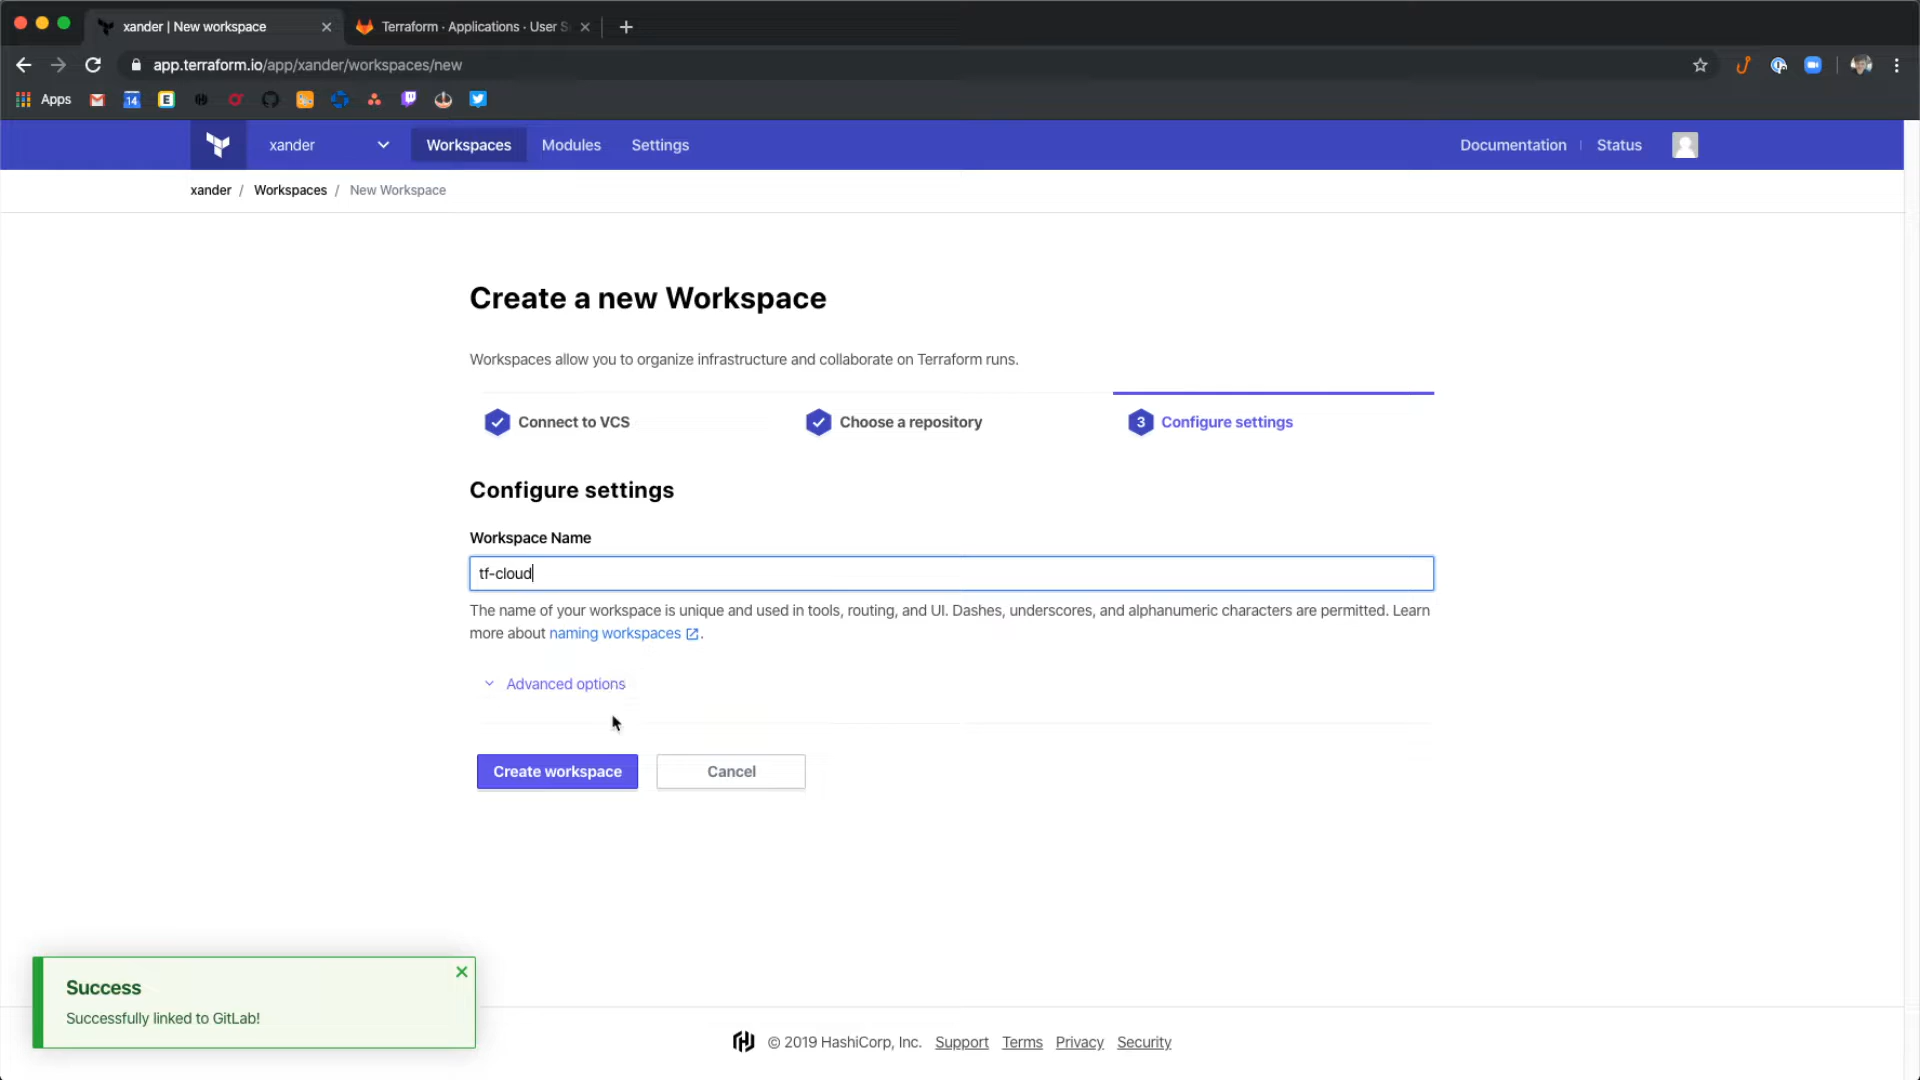 xander | New workspace
Terraform · Applications · User S
app.terraform.io/app/xander/workspaces/new
Apps
14
E
xander
Workspaces
Modules
Settings
Documentation
Status
xander / Workspaces / New Workspace
Create a new Workspace
Workspaces allow you to organize infrastructure and collaborate on Terraform runs.
Connect to VCS
Choose a repository
3 Configure settings
Configure settings
Workspace Name
tf-cloud
The name of your workspace is unique and used in tools, routing, and UI. Dashes, underscores, and alphanumeric characters are permitted. Learn
more about naming workspaces .
Advanced options
Create workspace
Cancel
Success
Successfully linked to GitLab!
© 2019 HashiCorp, Inc. Support Terms Privacy Security